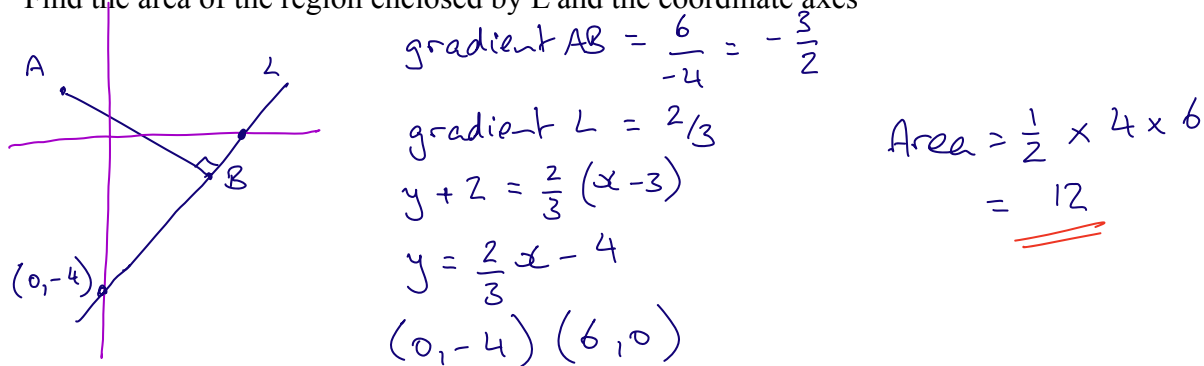 Find the area of the region enclosed by L and the coordinate axes
A
L
B
(0,-4)
gradient AB = 6/-4 = -3/2
gradient L = 2/3
y + 2 = 2/3 (x-3)
y = 2/3 x - 4
(0,-4) (6,0)
Area = 1/2 × 4 × 6
= 12